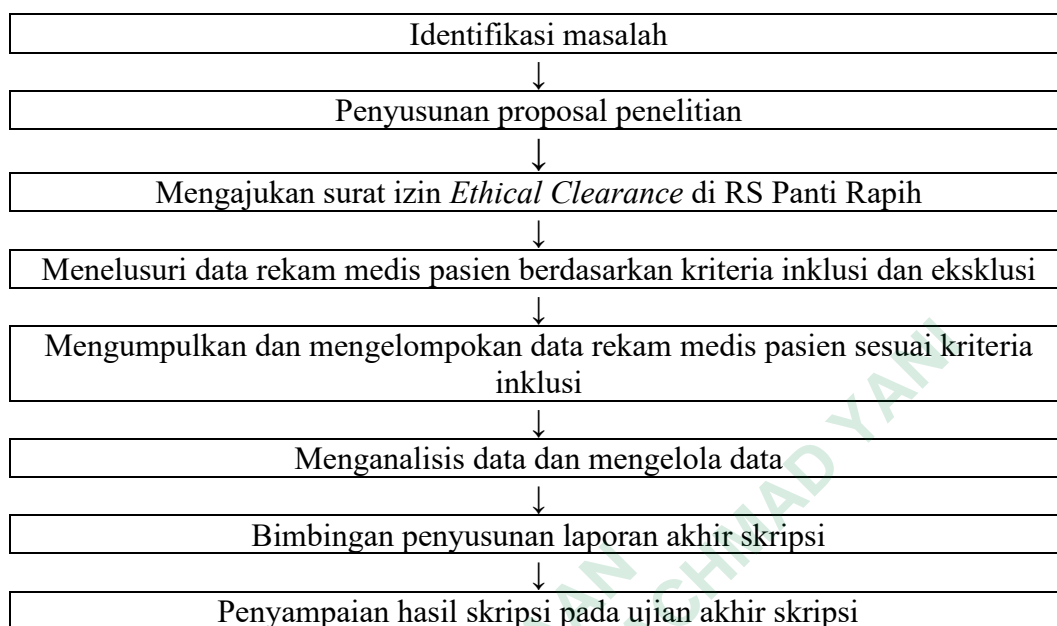 Identifikasi masalah
↓
Penyusunan proposal penelitian
↓
Mengajukan surat izin Ethical Clearance di RS Panti Rapih
↓
Menelusuri data rekam medis pasien berdasarkan kriteria inklusi dan eksklusi
↓
Mengumpulkan dan mengelompokan data rekam medis pasien sesuai kriteria
inklusi
↓
Menganalisis data dan mengelola data
↓
Bimbingan penyusunan laporan akhir skripsi
↓
Penyampaian hasil skripsi pada ujian akhir skripsi